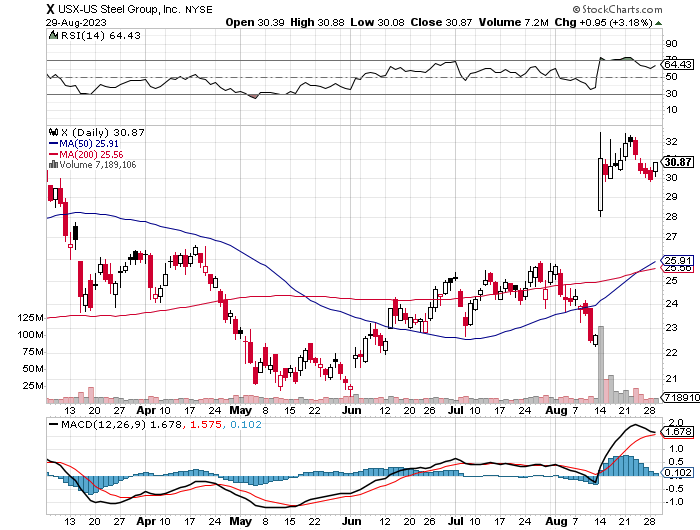 X USX-US Steel Group, Inc. NYSE © StockCharts.com
29-Aug-2023 Open 30.39 High 30.88 Low 30.08 Close 30.87 Volume 7.2M Chg +0.95 (+3.18%)
RSI(14) 64.43
90
70
64.43
50
30
10
X (Daily) 30.87
MA(50) 25.91
MA(200) 25.56
Volume 7,189,106
32
30.87
30
29
28
27
25.91
25.56
25
24
23
22
21
125M
100M
75M
50M
25M
7189106
13 20 27 Apr 10 17 24 May 8 15 22 Jun 12 20 26 Jul 10 17 24 Aug 7 14 21 28
MACD(12,26,9) 1.678, 1.575, 0.102
2.0
1.678
1.0
0.5
0.102
-0.5
-1.0
13 20 27 Apr 10 17 24 May 8 15 22 Jun 12 20 26 Jul 10 17 24 Aug 7 14 21 28